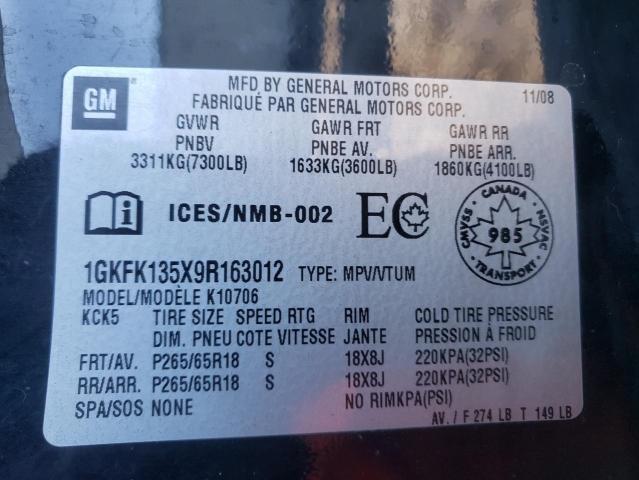 GM
MFD BY GENERAL MOTORS CORP.
FABRIQUÉ PAR GENERAL MOTORS CORP.
11/08
GVWR GAWR FRT GAWR RR
PNBV PNBE AV. PNBE ARR.
3311KG(7300LB) 1633KG(3600LB) 1860KG(4100LB)
i ICES/NMB-002 EC
CANADA
CMVSS 985 NSVAC
TRANSPORT
1GKFK135X9R163012 TYPE: MPV/VTUM
MODEL/MODÈLE K10706
KCK5 TIRE SIZE SPEED RTG RIM COLD TIRE PRESSURE
DIM. PNEU COTE VITESSE JANTE PRESSION À FROID
FRT/AV. P265/65R18 S 18X8J 220KPA(32PSI)
RR/ARR. P265/65R18 S 18X8J 220KPA(32PSI)
SPA/SOS NONE NO RIMKPA(PSI)
AV. / F 274 LB T 149 LB